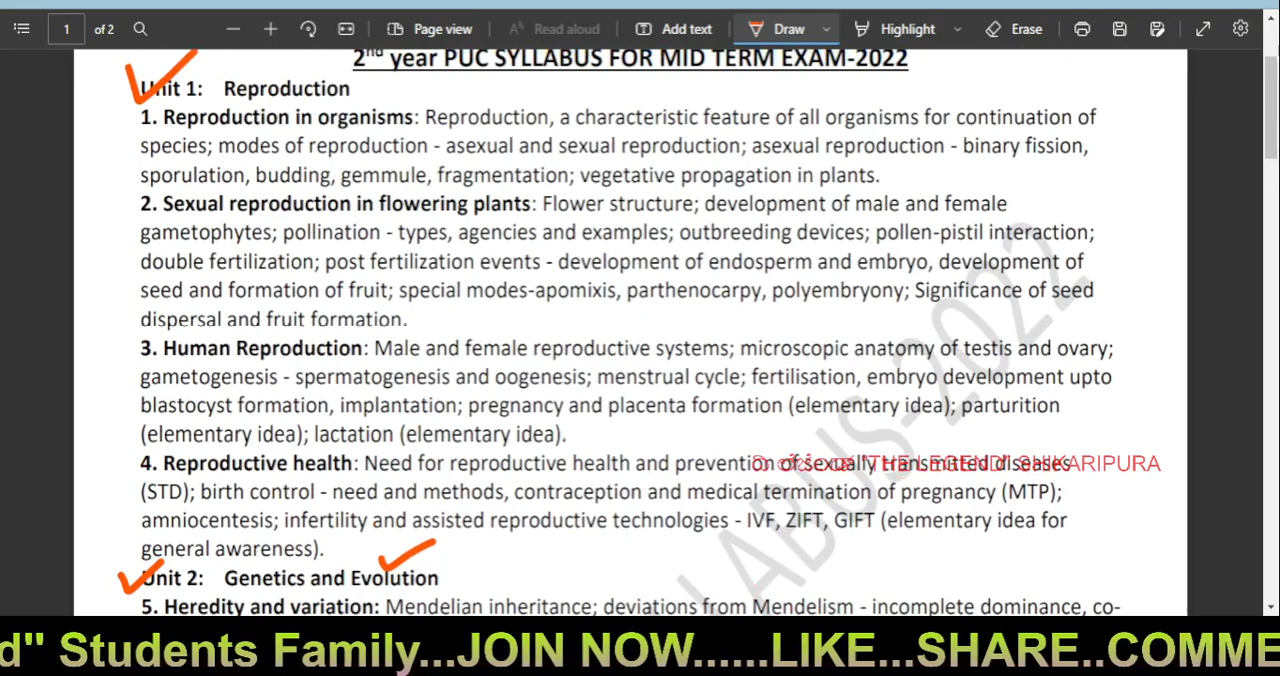 1 of 2 Page view Read aloud Add text Draw Highlight Erase
2nd year PUC SYLLABUS FOR MID TERM EXAM-2022
Unit 1: Reproduction
1. Reproduction in organisms: Reproduction, a characteristic feature of all organisms for continuation of
species; modes of reproduction - asexual and sexual reproduction; asexual reproduction - binary fission,
sporulation, budding, gemmule, fragmentation; vegetative propagation in plants.
2. Sexual reproduction in flowering plants: Flower structure; development of male and female
gametophytes; pollination - types, agencies and examples; outbreeding devices; pollen-pistil interaction;
double fertilization; post fertilization events - development of endosperm and embryo, development of
seed and formation of fruit; special modes-apomixis, parthenocarpy, polyembryony; Significance of seed
dispersal and fruit formation.
3. Human Reproduction: Male and female reproductive systems; microscopic anatomy of testis and ovary;
gametogenesis - spermatogenesis and oogenesis; menstrual cycle; fertilisation, embryo development upto
blastocyst formation, implantation; pregnancy and placenta formation (elementary idea); parturition
(elementary idea); lactation (elementary idea).
4. Reproductive health: Need for reproductive health and prevention of sexually transmitted diseases
"THE LEGEND" SHIKARIPURA
(STD); birth control - need and methods, contraception and medical termination of pregnancy (MTP);
amniocentesis; infertility and assisted reproductive technologies - IVF, ZIFT, GIFT (elementary idea for
general awareness).
Unit 2: Genetics and Evolution
5. Heredity and variation: Mendelian inheritance; deviations from Mendelism - incomplete dominance, co-
LABUS-2022
d" Students Family...JOIN NOW......LIKE...SHARE..COMME